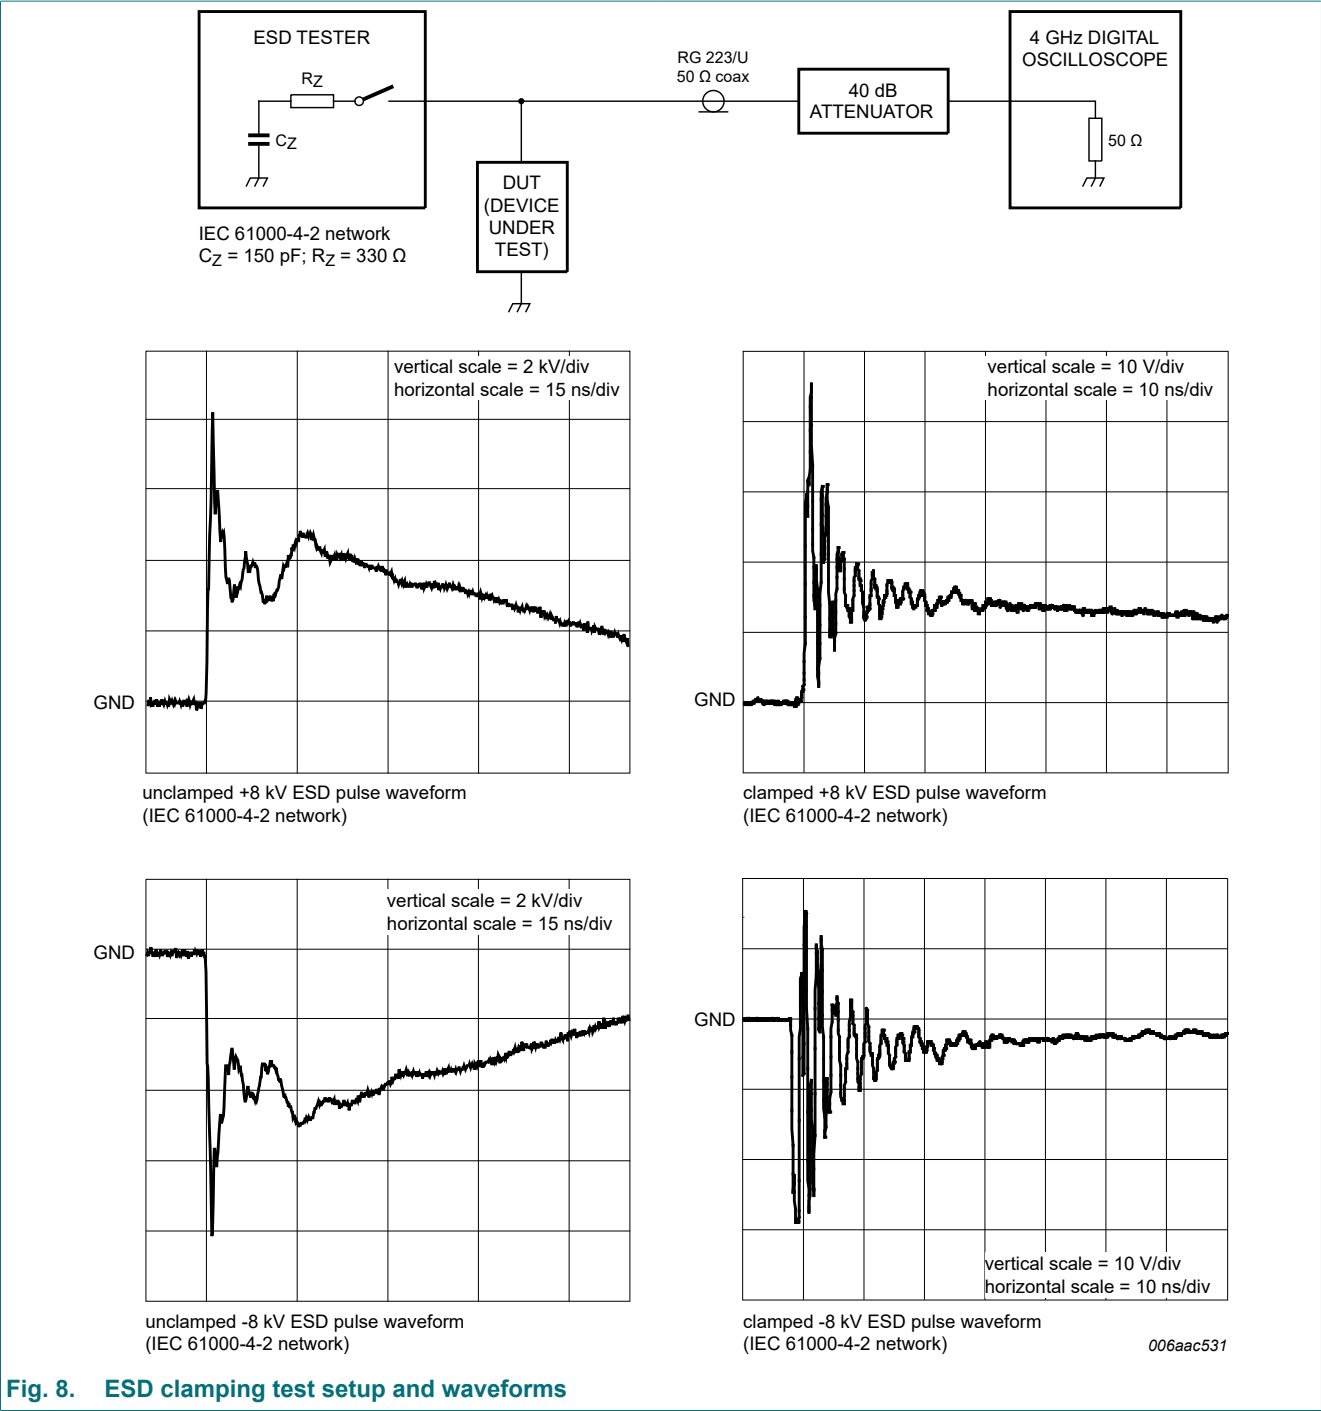 ESD TESTER
RZ
CZ
IEC 61000-4-2 network
CZ = 150 pF; RZ = 330 Ω
DUT
(DEVICE
UNDER
TEST)
RG 223/U
50 Ω coax
40 dB
ATTENUATOR
4 GHz DIGITAL
OSCILLOSCOPE
50 Ω
vertical scale = 2 kV/div
horizontal scale = 15 ns/div
GND
unclamped +8 kV ESD pulse waveform
(IEC 61000-4-2 network)
vertical scale = 10 V/div
horizontal scale = 10 ns/div
GND
clamped +8 kV ESD pulse waveform
(IEC 61000-4-2 network)
vertical scale = 2 kV/div
horizontal scale = 15 ns/div
GND
unclamped -8 kV ESD pulse waveform
(IEC 61000-4-2 network)
GND
vertical scale = 10 V/div
horizontal scale = 10 ns/div
clamped -8 kV ESD pulse waveform
(IEC 61000-4-2 network)
006aac531
Fig. 8. ESD clamping test setup and waveforms